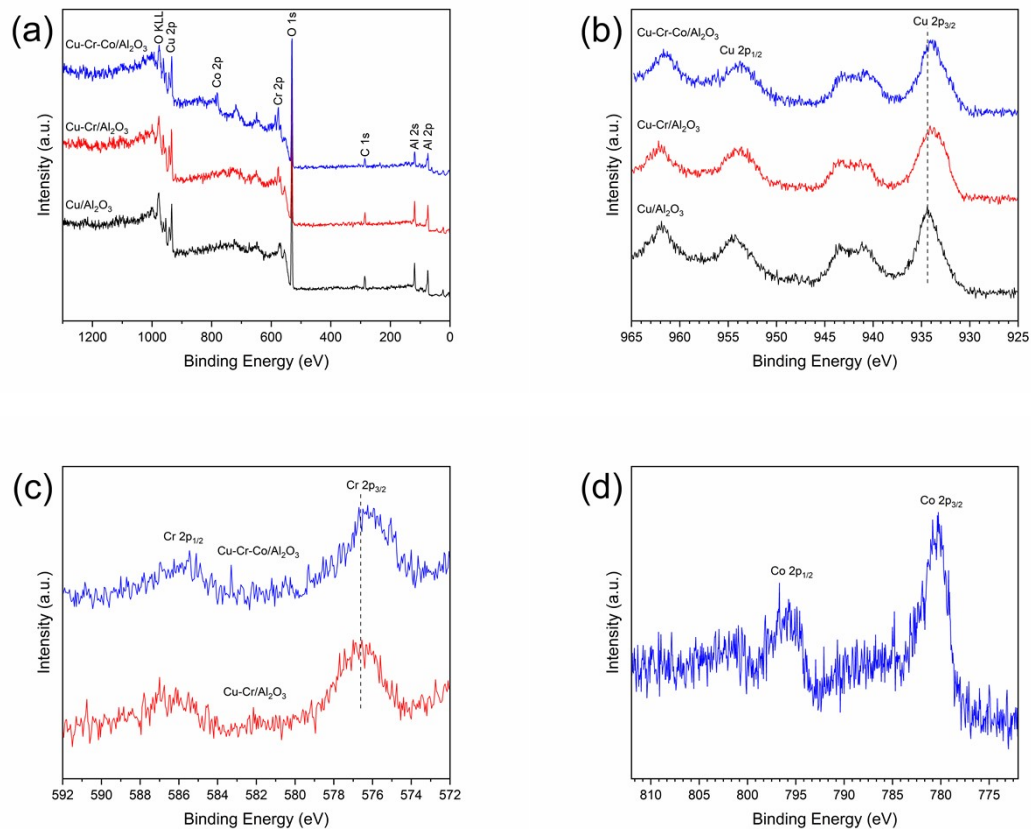 (a)
O KLL
Cu 2p
Co 2p
Cr 2p
O 1s
C 1s
Al 2s
Al 2p
Cu-Cr-Co/Al₂O₃
Cu-Cr/Al₂O₃
Cu/Al₂O₃
Intensity (a.u.)
1200 1000 800 600 400 200 0
Binding Energy (eV)
(b)
Cu-Cr-Co/Al₂O₃
Cu 2p₁/₂
Cu 2p₃/₂
Cu-Cr/Al₂O₃
Cu/Al₂O₃
Intensity (a.u.)
965 960 955 950 945 940 935 930 925
Binding Energy (eV)
(c)
Cr 2p₃/₂
Cr 2p₁/₂
Cu-Cr-Co/Al₂O₃
Cu-Cr/Al₂O₃
Intensity (a.u.)
592 590 588 586 584 582 580 578 576 574 572
Binding Energy (eV)
(d)
Co 2p₃/₂
Co 2p₁/₂
Intensity (a.u.)
810 800 790 780 770
Binding Energy (eV)